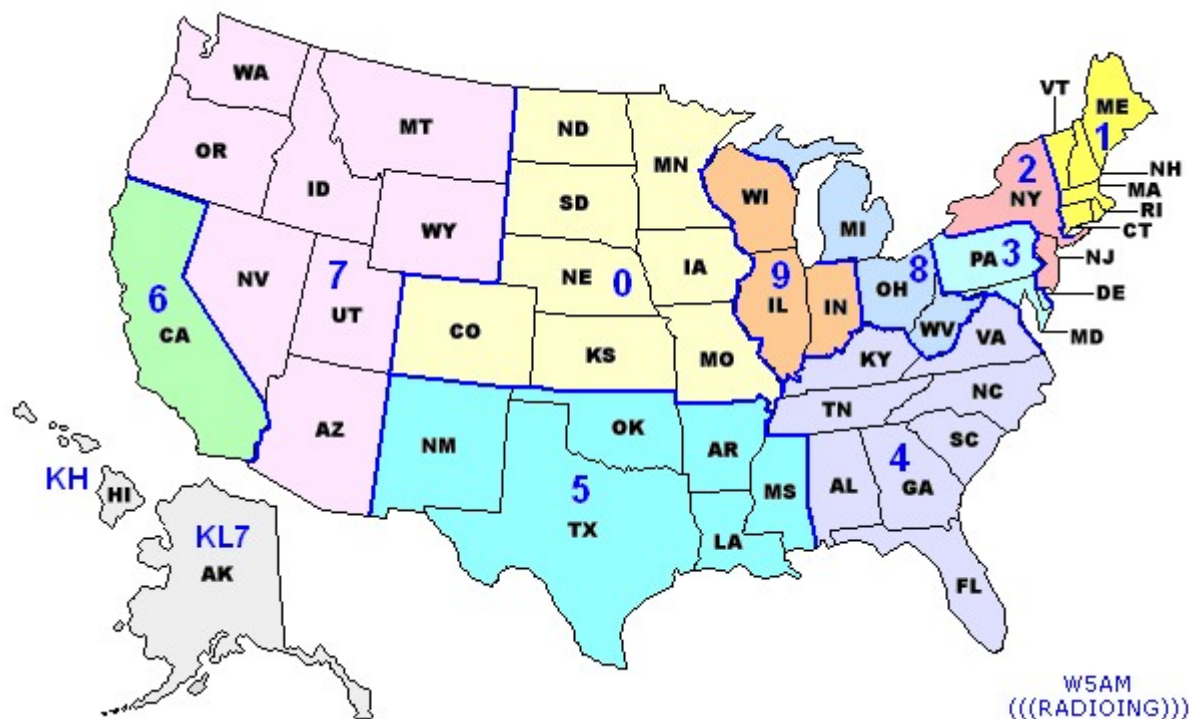 WA
MT
ND
MN
VT
ME
1
OR
ID
SD
WI
2
NH
NY
MA
WY
MI
RI
CT
7
NE
0
IA
9
8
PA 3
NJ
6
NV
UT
IL
IN
OH
DE
CA
CO
KS
MO
WV
VA
MD
KY
AZ
NM
OK
TN
NC
AR
SC
KH
HI
5
MS
AL
4
GA
TX
LA
KL7
AK
FL
W5AM
(((RADIOING)))